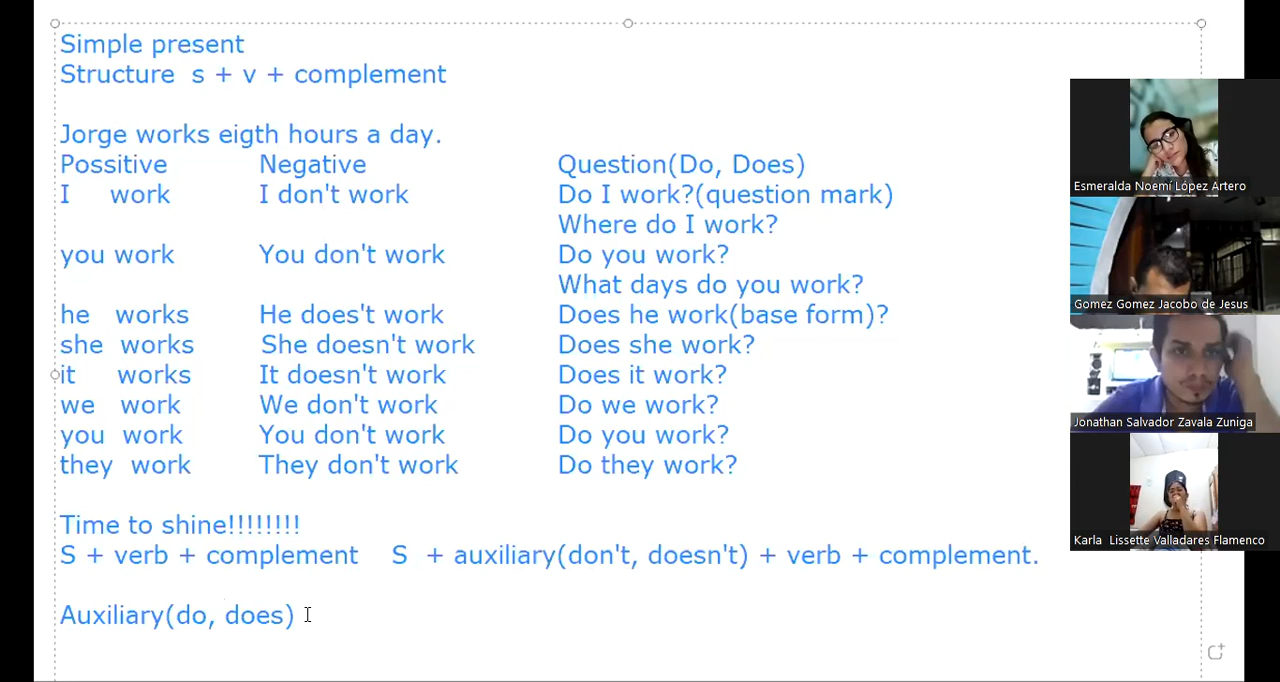 Simple present
Structure s + v + complement
Jorge works eigth hours a day.
Possitive Negative Question(Do, Does)
I work I don't work Do I work?(question mark)
Where do I work?
you work You don't work Do you work?
What days do you work?
he works He does't work Does he work(base form)?
she works She doesn't work Does she work?
it works It doesn't work Does it work?
we work We don't work Do we work?
you work You don't work Do you work?
they work They don't work Do they work?
Time to shine!!!!!!!!
S + verb + complement S + auxiliary(don't, doesn't) + verb + complement.
Auxiliary(do, does)
Esmeralda Noemí López Artero
Gomez Gomez Jacobo de Jesus
Jonathan Salvador Zavala Zuniga
Karla Lissette Valladares Flamenco